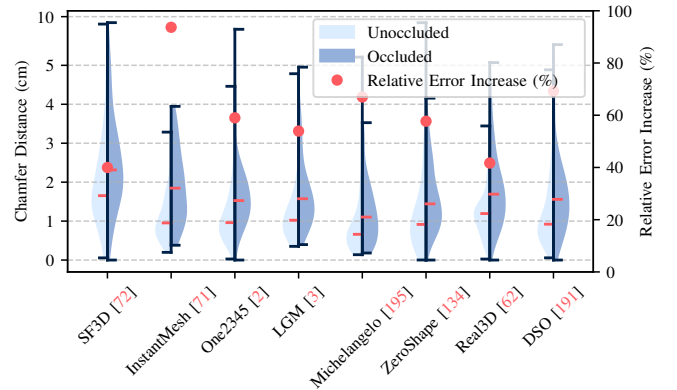 Chamfer Distance (cm)
10
5
4
3
2
1
0
Unoccluded
Occluded
Relative Error Increase (%)
100
80
60
40
20
0
Relative Error Increase (%)
SF3D [72]
InstantMesh [71]
One2345 [2]
LGM [3]
Michelangelo [195]
ZeroShape [134]
Real3D [62]
DSO [191]